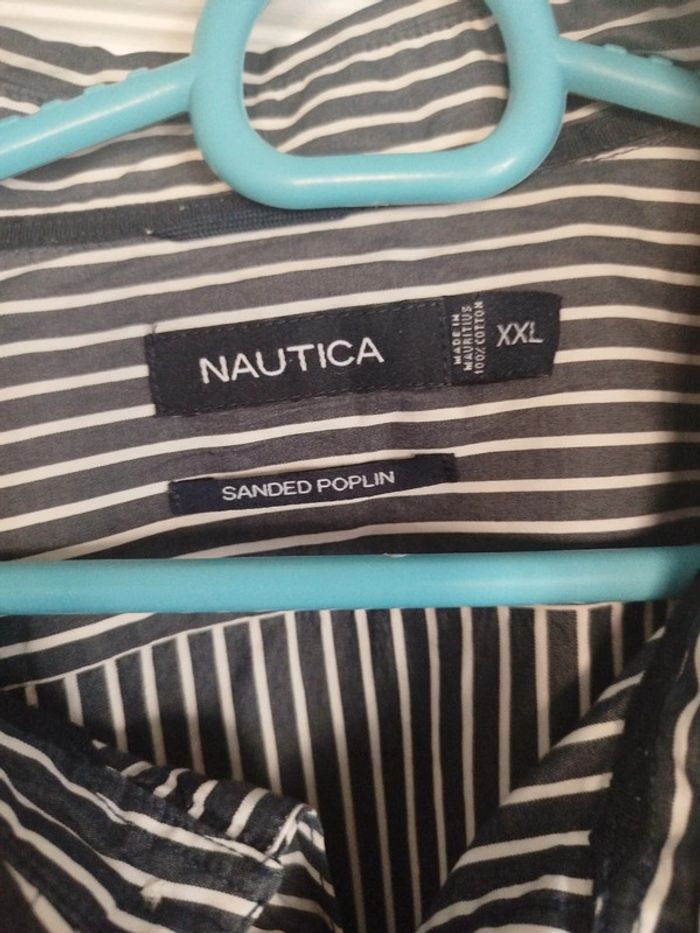 NAUTICA
MADE IN
MAURITIUS
100% COTTON
XXL
SANDED POPLIN